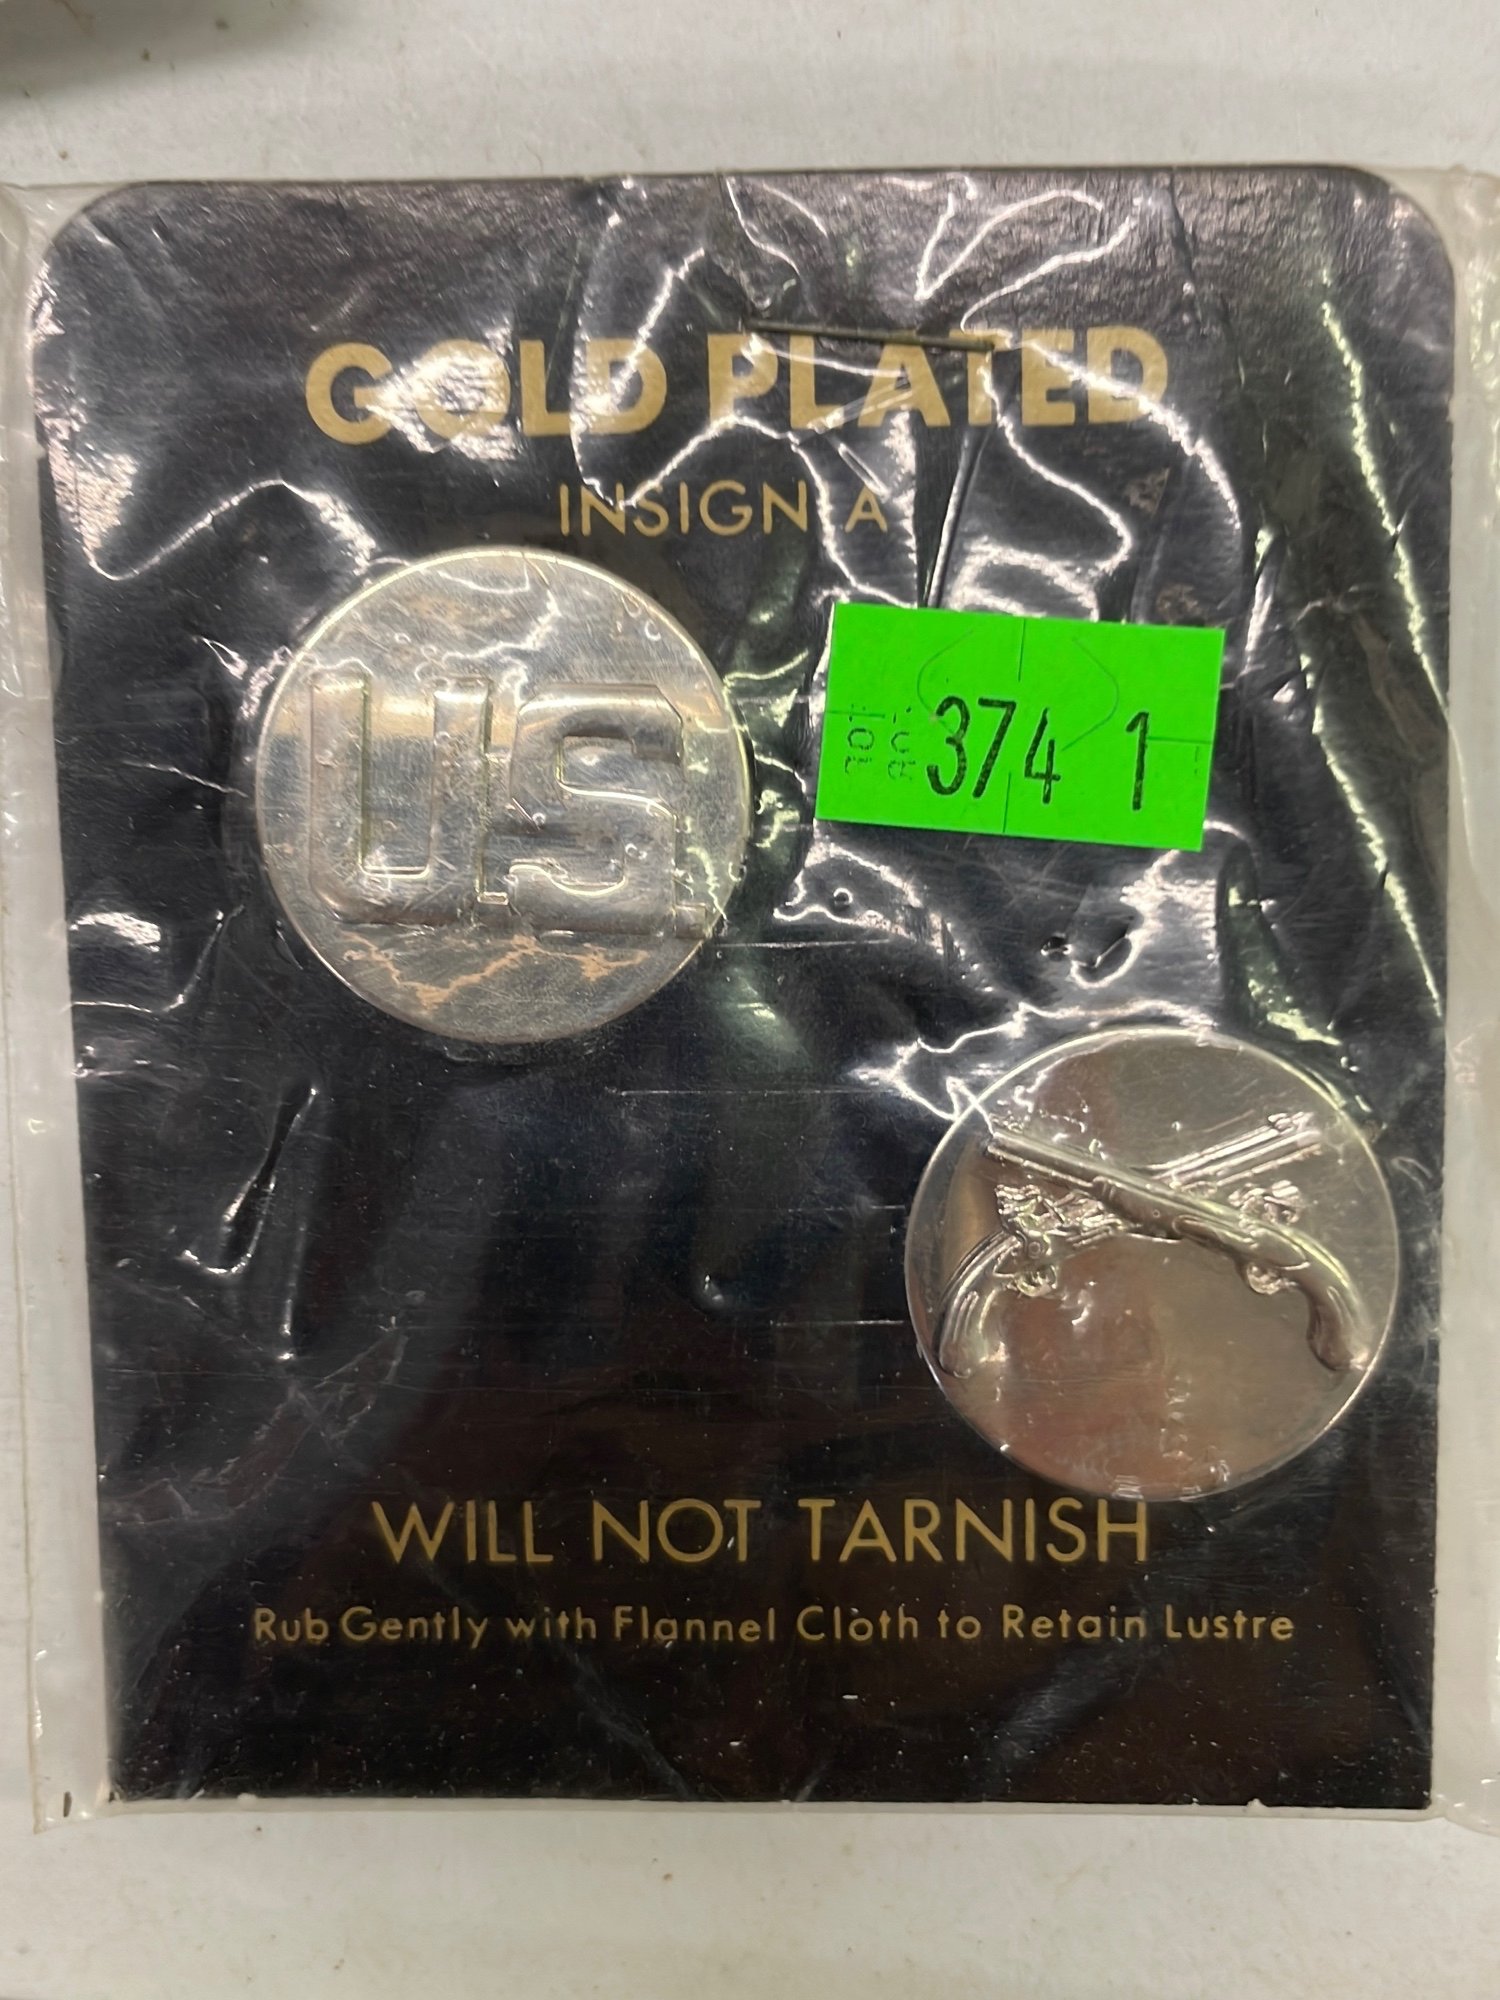 GOLD PLATED
INSIGNIA
U.S.
374 1
WILL NOT TARNISH
Rub Gently with Flannel Cloth to Retain Lustre